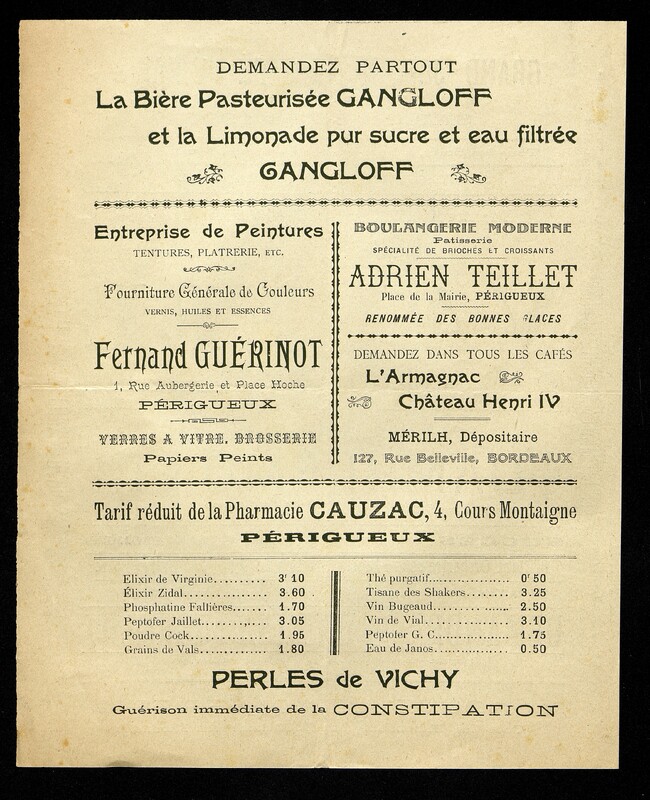 DEMANDEZ PARTOUT
La Bière Pasteurisée GANGLOFF
et la Limonade pur sucre et eau filtrée
GANGLOFF
Entreprise de Peintures
TENTURES, PLATRERIE, ETC.
Fourniture Générale de Couleurs
VERNIS, HUILES ET ESSENCES
Fernand GUÉRINOT
1, Rue Aubergerie et Place Hoche
PÉRIGUEUX
VERRES A VITRE, BROSSERIE
Papiers Peints
BOULANGERIE MODERNE
Patisserie
SPÉCIALITÉ DE BRIOCHES ET CROISSANTS
ADRIEN TEILLET
Place de la Mairie, PÉRIGUEUX
RENOMMÉE DES BONNES GLACES
DEMANDEZ DANS TOUS LES CAFÉS
L'Armagnac
Château Henri IV
MÉRILH, Dépositaire
127, Rue Belleville, BORDEAUX
Tarif réduit de la Pharmacie CAUZAC, 4, Cours Montaigne
PÉRIGUEUX
Elixir de Virginie.......... 3f 10
Élixir Zidal................ 3.60
Phosphatine Fallières...... 1.70
Peptofer Jaillet............ 3.05
Poudre Cock................ 1.95
Grains de Vals............. 1.80
Thé purgatif................ 0f 50
Tisane des Shakers........ 3.25
Vin Bugeaud............... 2.50
Vin de Vial................. 3.10
Peptofer G. C.............. 1.75
Eau de Janos............... 0.50
PERLES de VICHY
Guérison immédiate de la CONSTIPATION